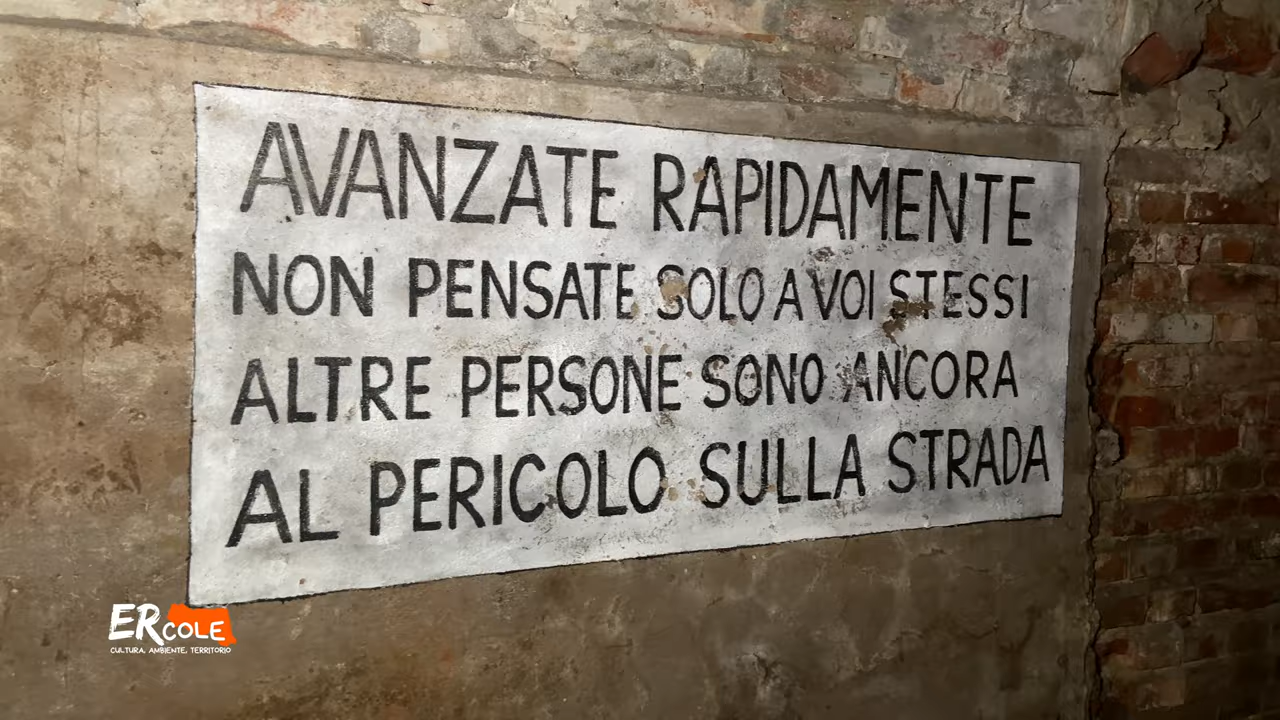 AVANZATE RAPIDAMENTE
NON PENSATE SOLO A VOI STESSI
ALTRE PERSONE SONO ANCORA
AL PERICOLO SULLA STRADA
ERCOLE
CULTURA, AMBIENTE, TERRITORIO